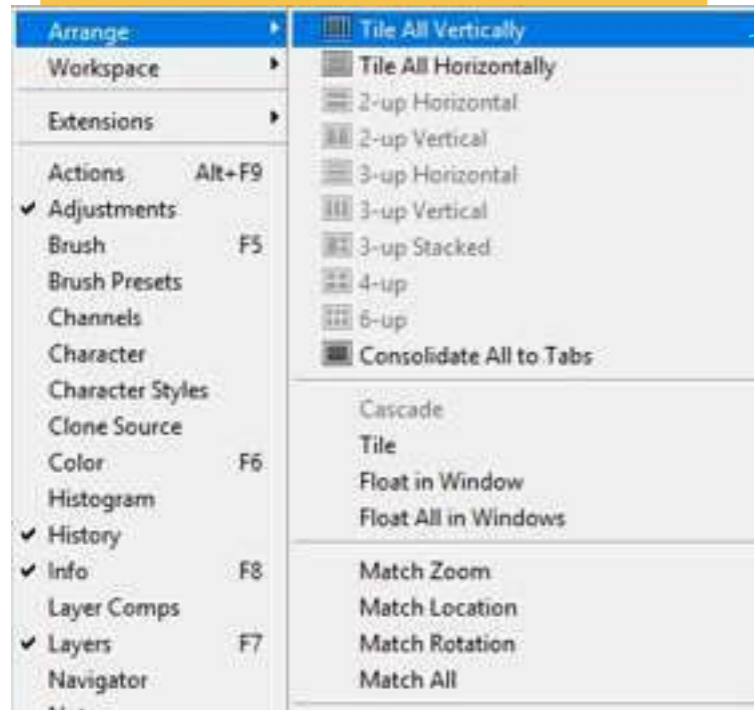 Arrange
Workspace
Extensions
Actions Alt+F9
Adjustments
Brush F5
Brush Presets
Channels
Character
Character Styles
Clone Source
Color F6
Histogram
History
Info F8
Layer Comps
Layers F7
Navigator
Tile All Vertically
Tile All Horizontally
2-up Horizontal
2-up Vertical
3-up Horizontal
3-up Vertical
3-up Stacked
4-up
6-up
Consolidate All to Tabs
Cascade
Tile
Float in Window
Float All in Windows
Match Zoom
Match Location
Match Rotation
Match All